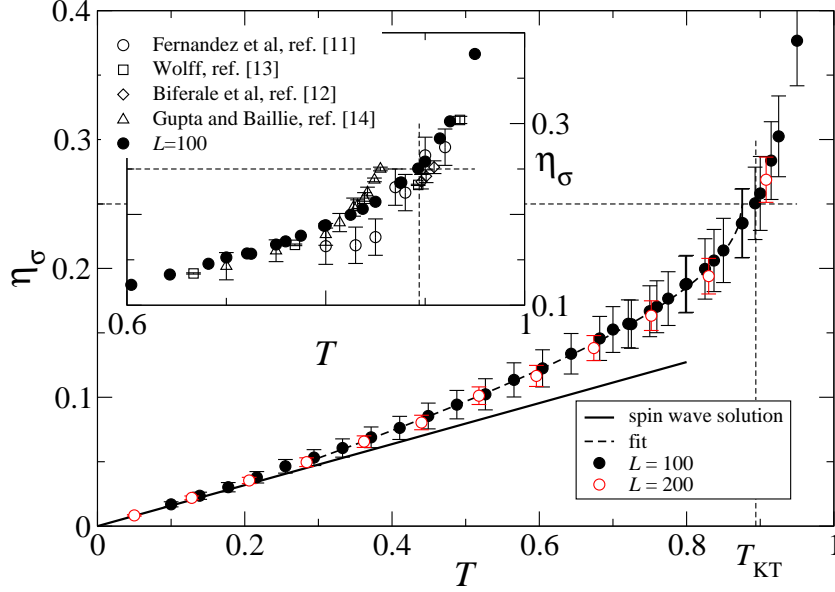 0.4
0.3
0.2
0.1
0
ησ
0
0.2
0.4
0.6
0.8
TKT
1
T
Fernandez et al, ref. [11]
Wolff, ref. [13]
Biferale et al, ref. [12]
Gupta and Baillie, ref. [14]
L=100
0.3
ησ
0.1
0.6
T
1
spin wave solution
fit
L = 100
L = 200